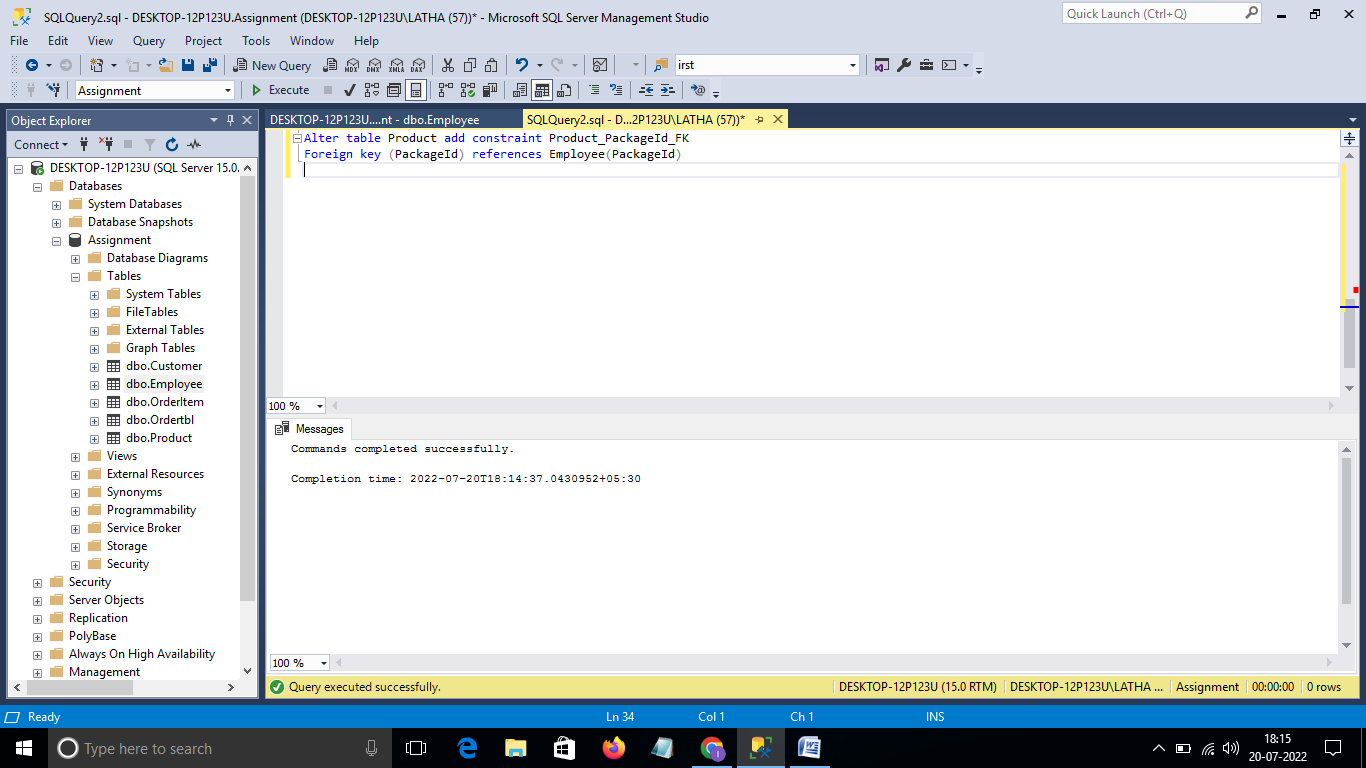 SQLQuery2.sql - DESKTOP-12P123U.Assignment (DESKTOP-12P123U\LATHA (57))* - Microsoft SQL Server Management Studio
Quick Launch (Ctrl+Q)
File Edit View Query Project Tools Window Help
New Query MDX DMX XMLA DAX irst
Assignment Execute
Object Explorer
Connect
DESKTOP-12P123U (SQL Server 15.0.
Databases
System Databases
Database Snapshots
Assignment
Database Diagrams
Tables
System Tables
FileTables
External Tables
Graph Tables
dbo.Customer
dbo.Employee
dbo.OrderItem
dbo.Ordertbl
dbo.Product
Views
External Resources
Synonyms
Programmability
Service Broker
Storage
Security
Security
Server Objects
Replication
PolyBase
Always On High Availability
Management
DESKTOP-12P123U....nt - dbo.Employee
SQLQuery2.sql - D...2P123U\LATHA (57))*
Alter table Product add constraint Product_PackageId_FK
Foreign key (PackageId) references Employee(PackageId)
100 %
Messages
Commands completed successfully.
Completion time: 2022-07-20T18:14:37.0430952+05:30
100 %
Query executed successfully.
DESKTOP-12P123U (15.0 RTM) DESKTOP-12P123U\LATHA ... Assignment 00:00:00 0 rows
Ready Ln 34 Col 1 Ch 1 INS
Type here to search
18:15
20-07-2022